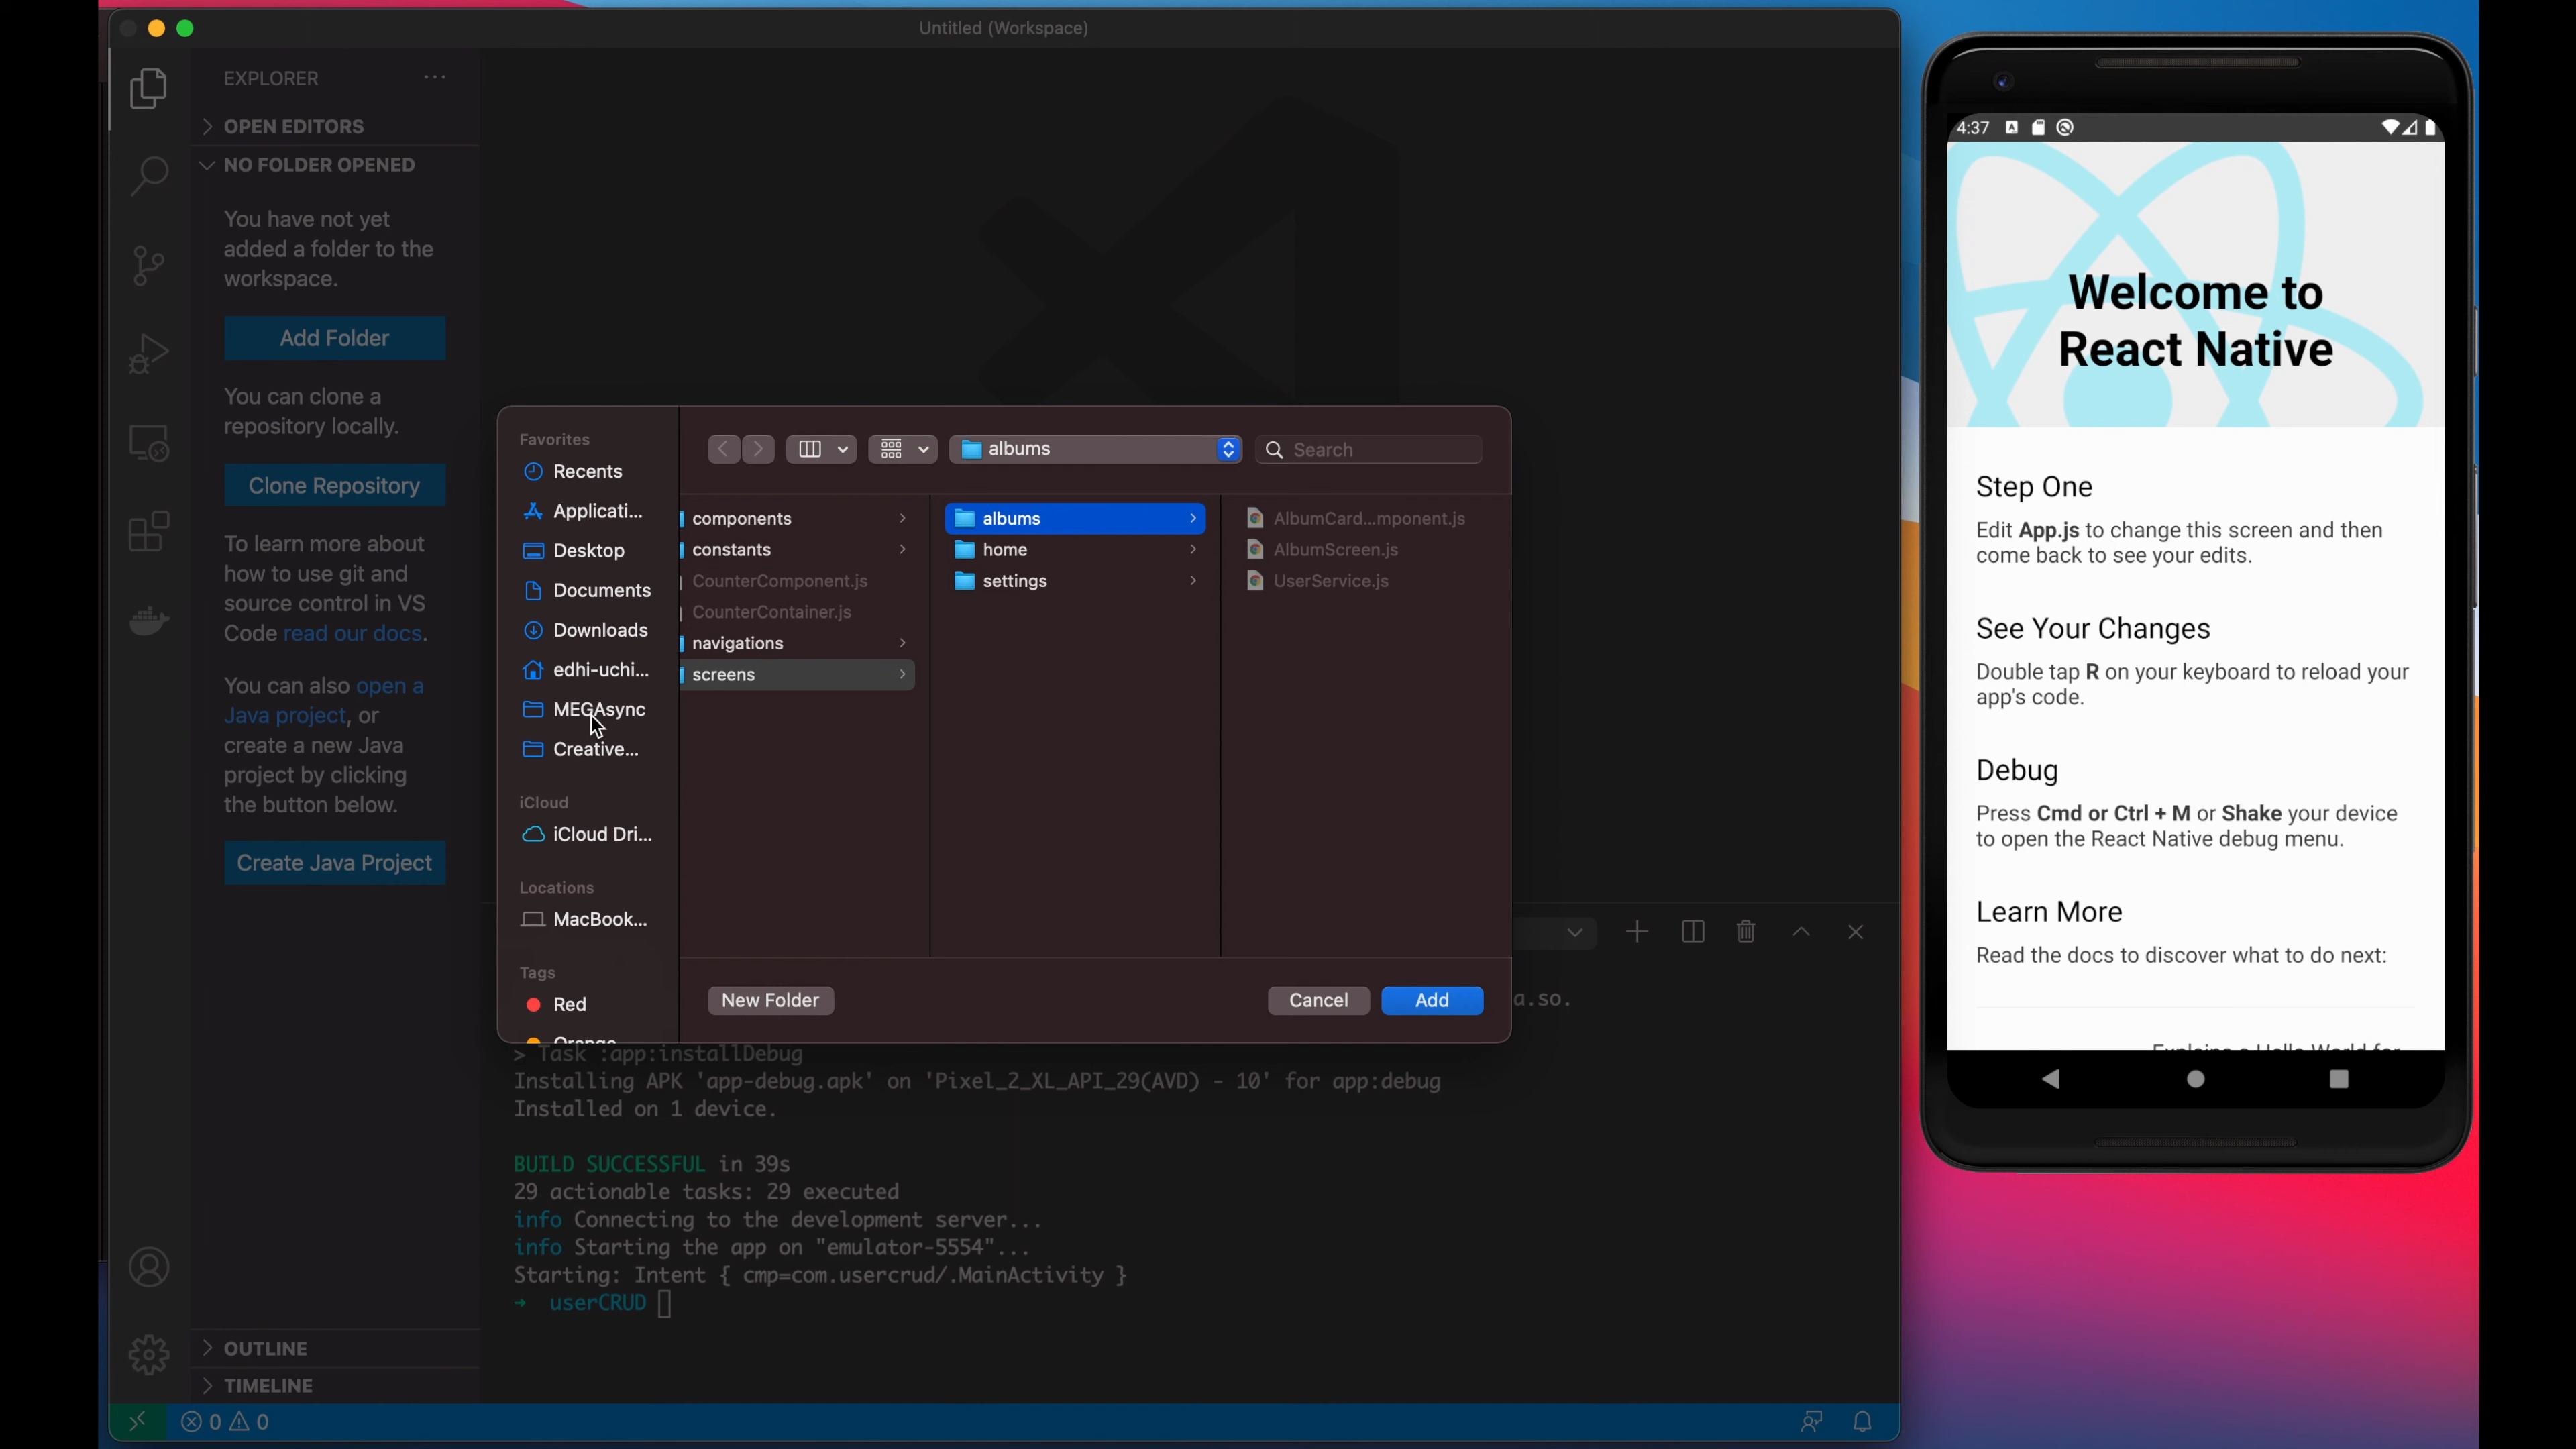 Untitled (Workspace)
EXPLORER
OPEN EDITORS
NO FOLDER OPENED
You have not yet
added a folder to the
workspace.
Add Folder
You can clone a
repository locally.
Clone Repository
To learn more about
how to use git and
source control in VS
Code read our docs.
You can also open a
Java project, or
create a new Java
project by clicking
the button below.
Create Java Project
OUTLINE
TIMELINE
0 0
Favorites
Recents
Applicati...
Desktop
Documents
Downloads
edhi-uchi...
MEGAsync
Creative...
iCloud
iCloud Dri...
Locations
MacBook...
Tags
Red
Orange
albums
Search
components
constants
CounterComponent.js
CounterContainer.js
navigations
screens
albums
home
settings
AlbumCard...mponent.js
AlbumScreen.js
UserService.js
New Folder
Cancel
Add
a.so.
> Task :app:installDebug
Installing APK 'app-debug.apk' on 'Pixel_2_XL_API_29(AVD) - 10' for app:debug
Installed on 1 device.
BUILD SUCCESSFUL in 39s
29 actionable tasks: 29 executed
info Connecting to the development server...
info Starting the app on "emulator-5554"...
Starting: Intent { cmp=com.usercrud/.MainActivity }
→ userCRUD
4:37
Welcome to
React Native
Step One
Edit App.js to change this screen and then
come back to see your edits.
See Your Changes
Double tap R on your keyboard to reload your
app's code.
Debug
Press Cmd or Ctrl + M or Shake your device
to open the React Native debug menu.
Learn More
Read the docs to discover what to do next:
Explains a Hello World for